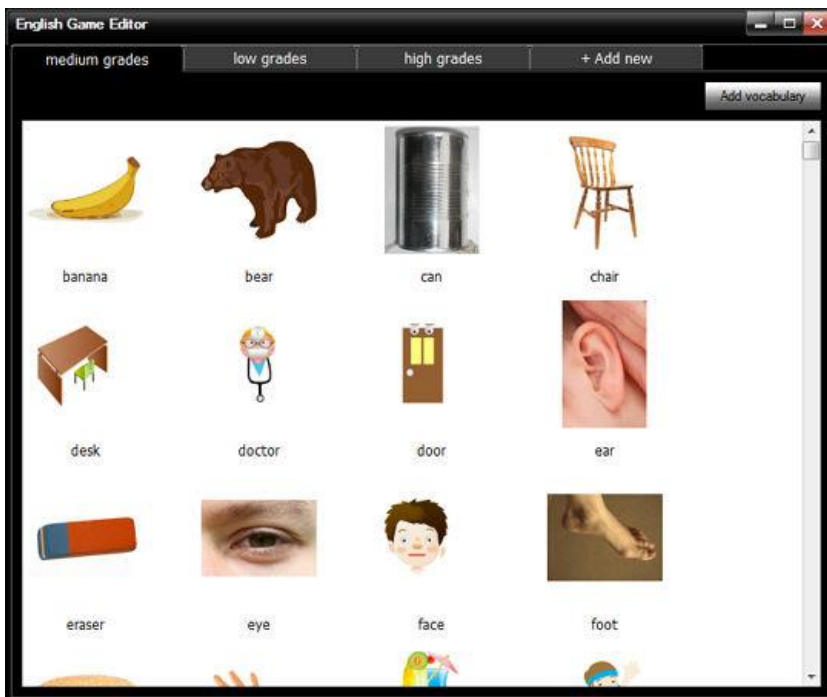 English Game Editor
medium grades low grades high grades + Add new
Add vocabulary
banana bear can chair
desk doctor door ear
eraser eye face foot